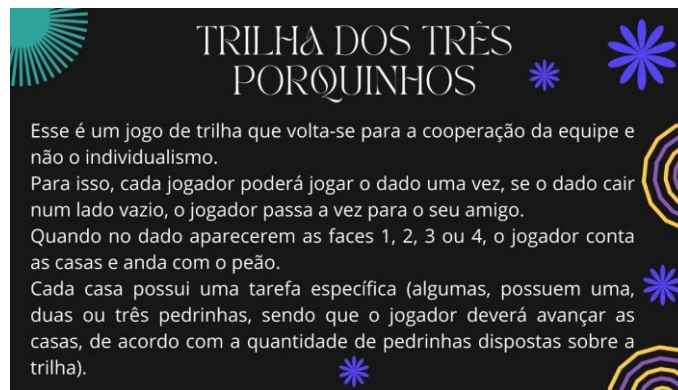 TRILHA DOS TRÊS
PORQUINHOS
Esse é um jogo de trilha que volta-se para a cooperação da equipe e
não o individualismo.
Para isso, cada jogador poderá jogar o dado uma vez, se o dado cair
num lado vazio, o jogador passa a vez para o seu amigo.
Quando no dado aparecerem as faces 1, 2, 3 ou 4, o jogador conta
as casas e anda com o peão.
Cada casa possui uma tarefa específica (algumas, possuem uma,
duas ou três pedrinhas, sendo que o jogador deverá avançar as
casas, de acordo com a quantidade de pedrinhas dispostas sobre a
trilha).